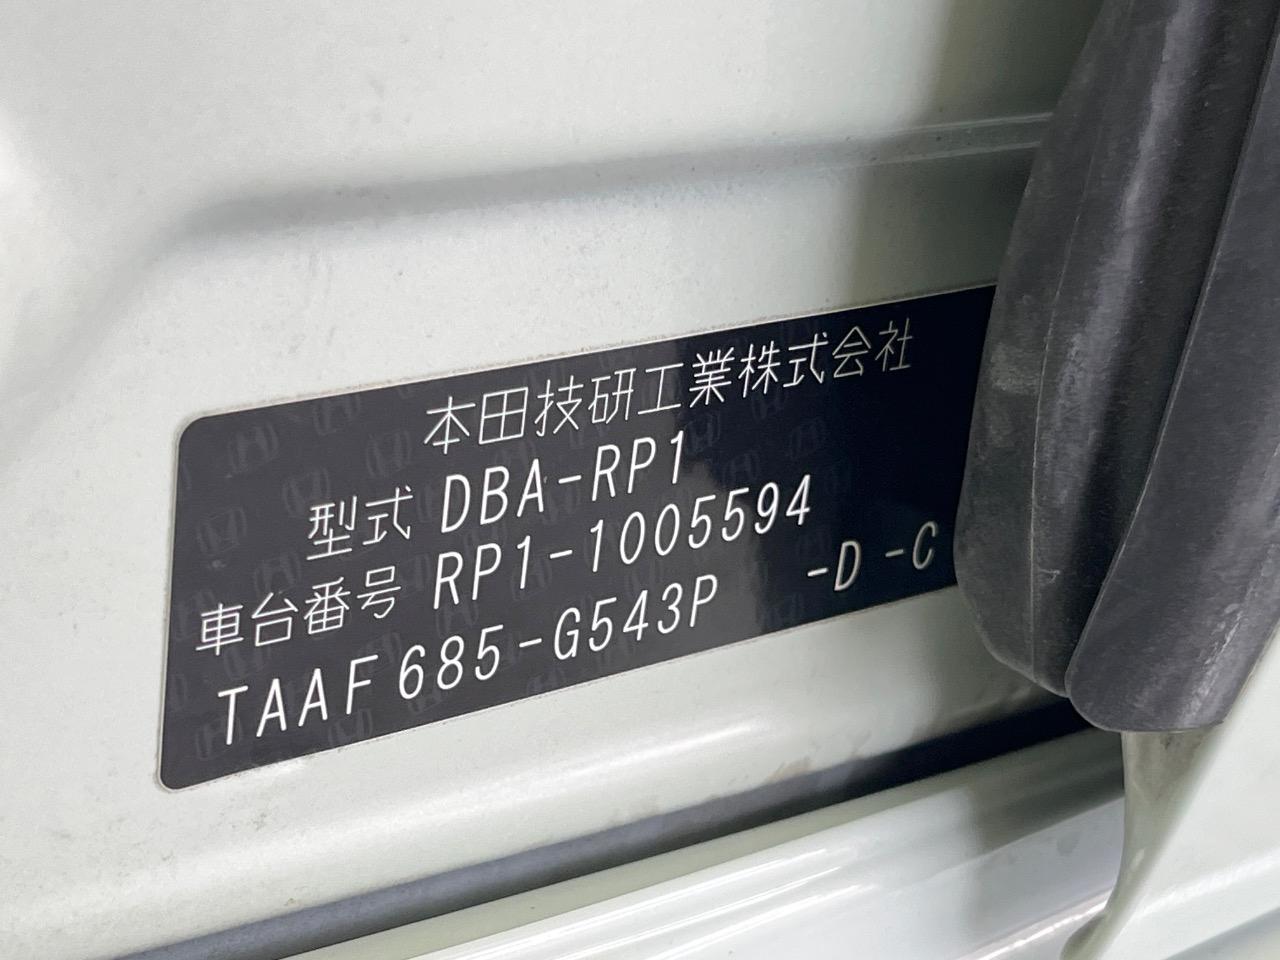 本田技研工業株式会社
型式 DBA-RP1
車台番号 RP1-1005594
TAAF685-G543P -D -C